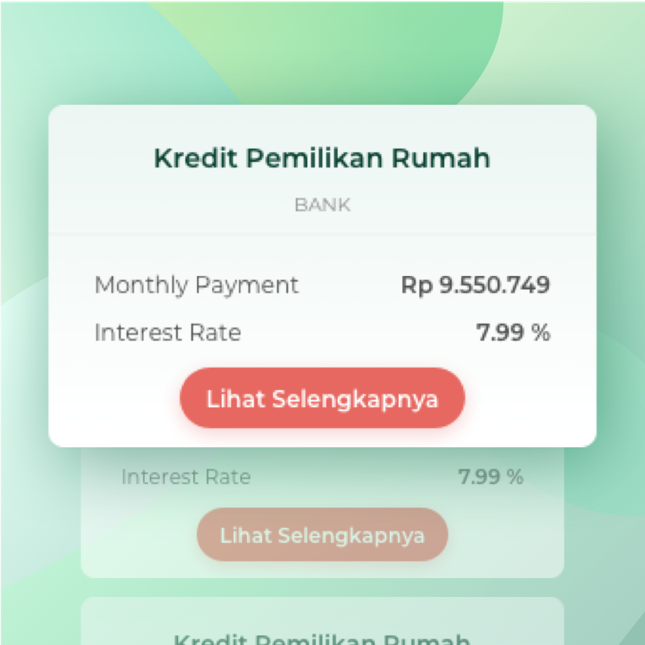 Kredit Pemilikan Rumah
BANK
Monthly Payment Rp 9.550.749
Interest Rate 7.99 %
Lihat Selengkapnya
Interest Rate 7.99 %
Lihat Selengkapnya
Kredit Pemilikan Rumah